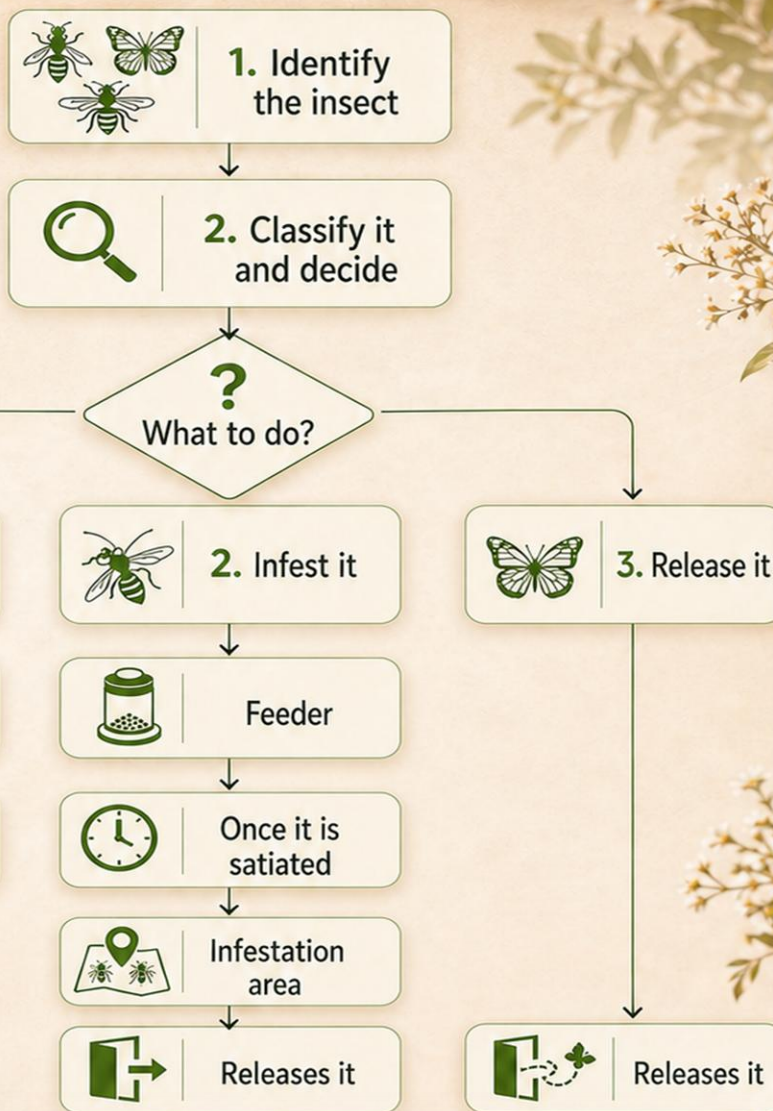 1. Identify
the insect
2. Classify it
and decide
?
What to do?
2. Infest it
3. Release it
Feeder
Once it is
satiated
Infestation
area
Releases it
Releases it